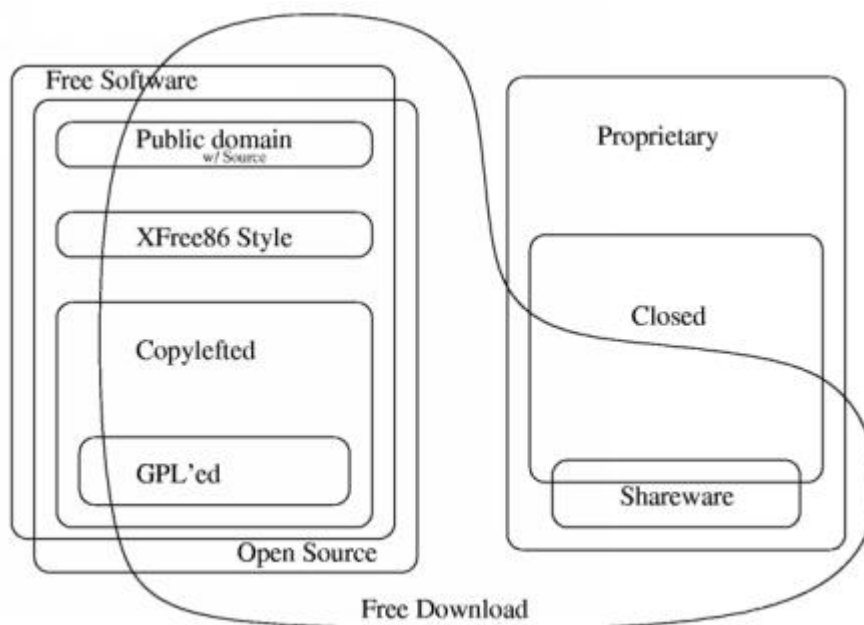 Free Software
Public domain
w/ Source
XFree86 Style
Copylefted
GPL'ed
Open Source
Proprietary
Closed
Shareware
Free Download